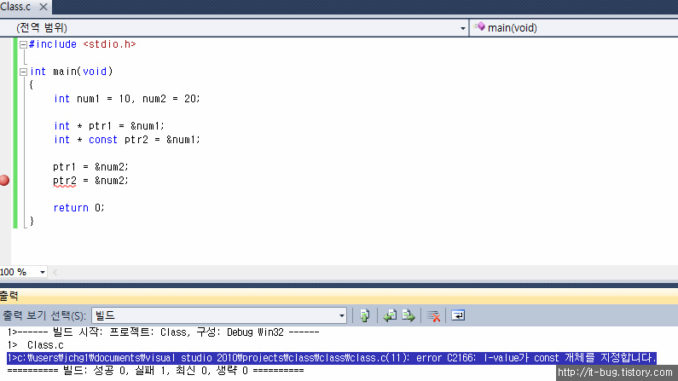 Class.c ✕
(전역 범위) main(void)
#include <stdio.h>
int main(void)
{
int num1 = 10, num2 = 20;
int * ptr1 = &num1;
int * const ptr2 = &num1;
ptr1 = &num2;
ptr2 = &num2;
return 0;
}
100 %
출력
출력 보기 선택(S): 빌드
1>------ 빌드 시작: 프로젝트: Class, 구성: Debug Win32 ------
1> Class.c
1>c:₩users₩jchg1₩documents₩visual studio 2010₩projects₩class₩class₩class.c(11): error C2166: l-value가 const 개체를 지정합니다.
========== 빌드: 성공 0, 실패 1, 최신 0, 생략 0 ==========
http://it-bug.tistory.com